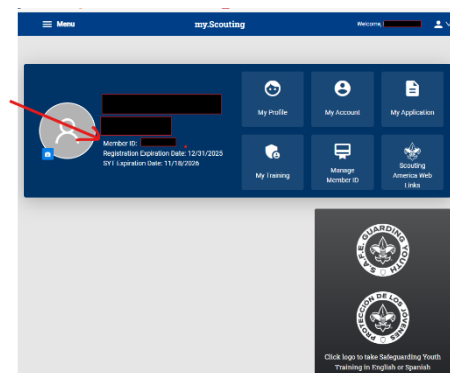 Menu
my.Scouting
Welcome,
My Profile
My Account
My Application
Member ID:
Registration Expiration Date: 12/31/2025
SYT Expiration Date: 11/18/2026
My Training
Manage
Member ID
Scouting
America Web
Links
S.A.F.E. GUARDING YOUTH
PROTECCIÓN DE LOS JÓVENES
Click logo to take
Safeguarding Youth
Training in English or Spanish